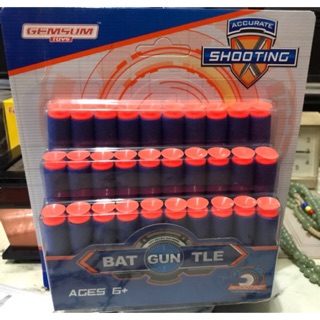 GEMSUM
TOYS
ACCURATE
SHOOTING
BAT GUN TLE
AGES 6+